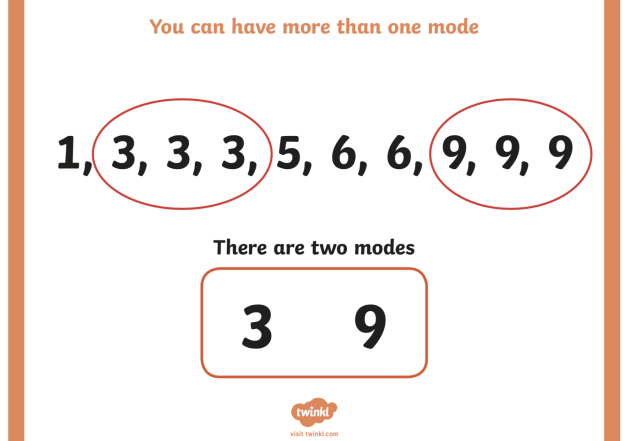 You can have more than one mode
1, 3, 3, 3, 5, 6, 6, 9, 9, 9
There are two modes
3 9
twinkl
visit twinkl.com